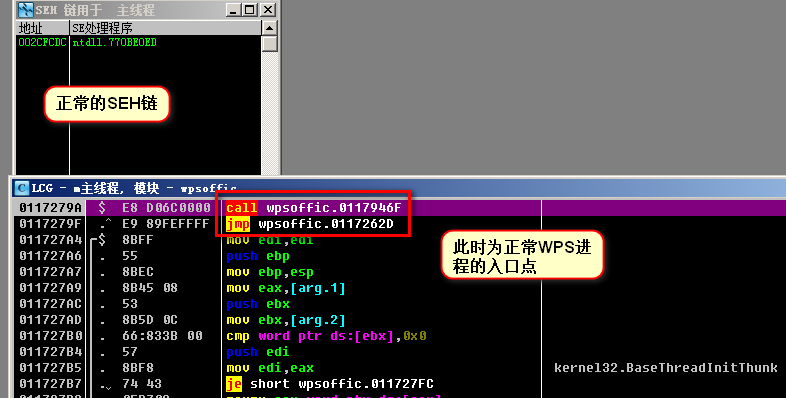 SEH 链用于 主线程
地址 SE处理程序
002CFCDC ntdll.770BE0ED
正常的SEH链
LCG - m主线程, 模块 - wpsoffic
0117279A $ E8 D06C0000 call wpsoffic.0117946F
0117279F .^ E9 89FEFFFF jmp wpsoffic.0117262D
011727A4 $ 8BFF mov edi,edi
011727A6 . 55 push ebp
011727A7 . 8BEC mov ebp,esp
011727A9 . 8B45 08 mov eax,[arg.1]
011727AC . 53 push ebx
011727AD . 8B5D 0C mov ebx,[arg.2]
011727B0 . 66:833B 00 cmp word ptr ds:[ebx],0x0
011727B4 . 57 push edi
011727B5 . 8BF8 mov edi,eax kernel32.BaseThreadInitThunk
011727B7 .v 74 43 je short wpsoffic.011727FC
此时为正常WPS进
程的入口点